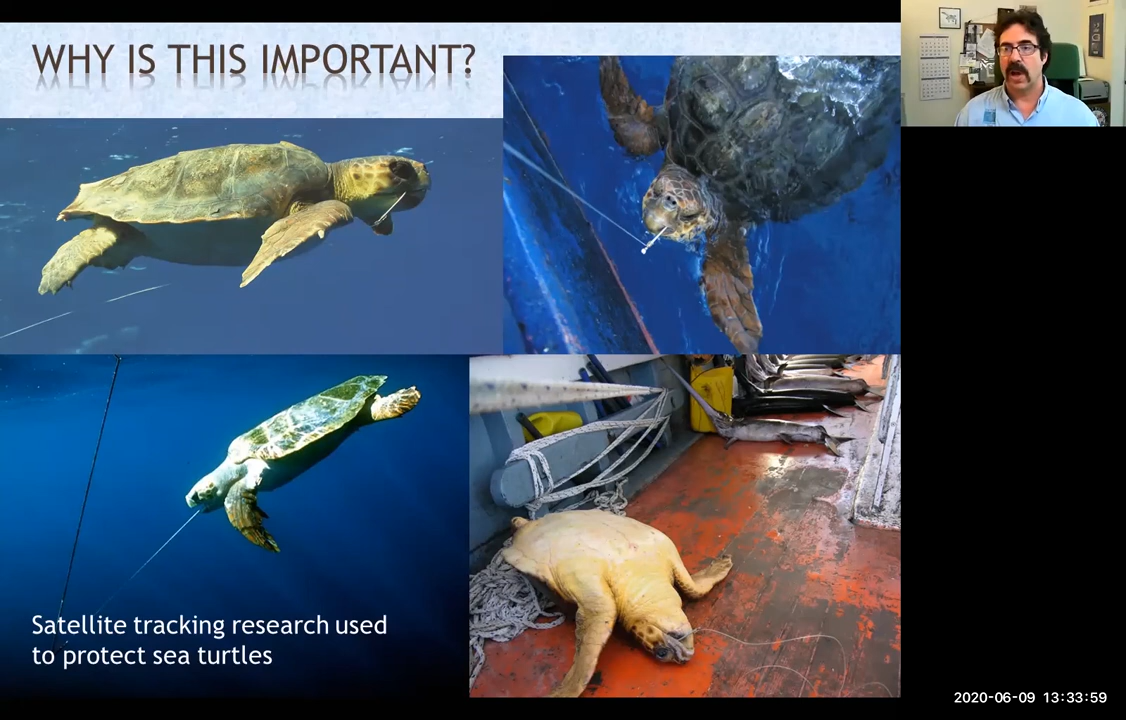 WHY IS THIS IMPORTANT?
Satellite tracking research used
to protect sea turtles
2020-06-09 13:33:59